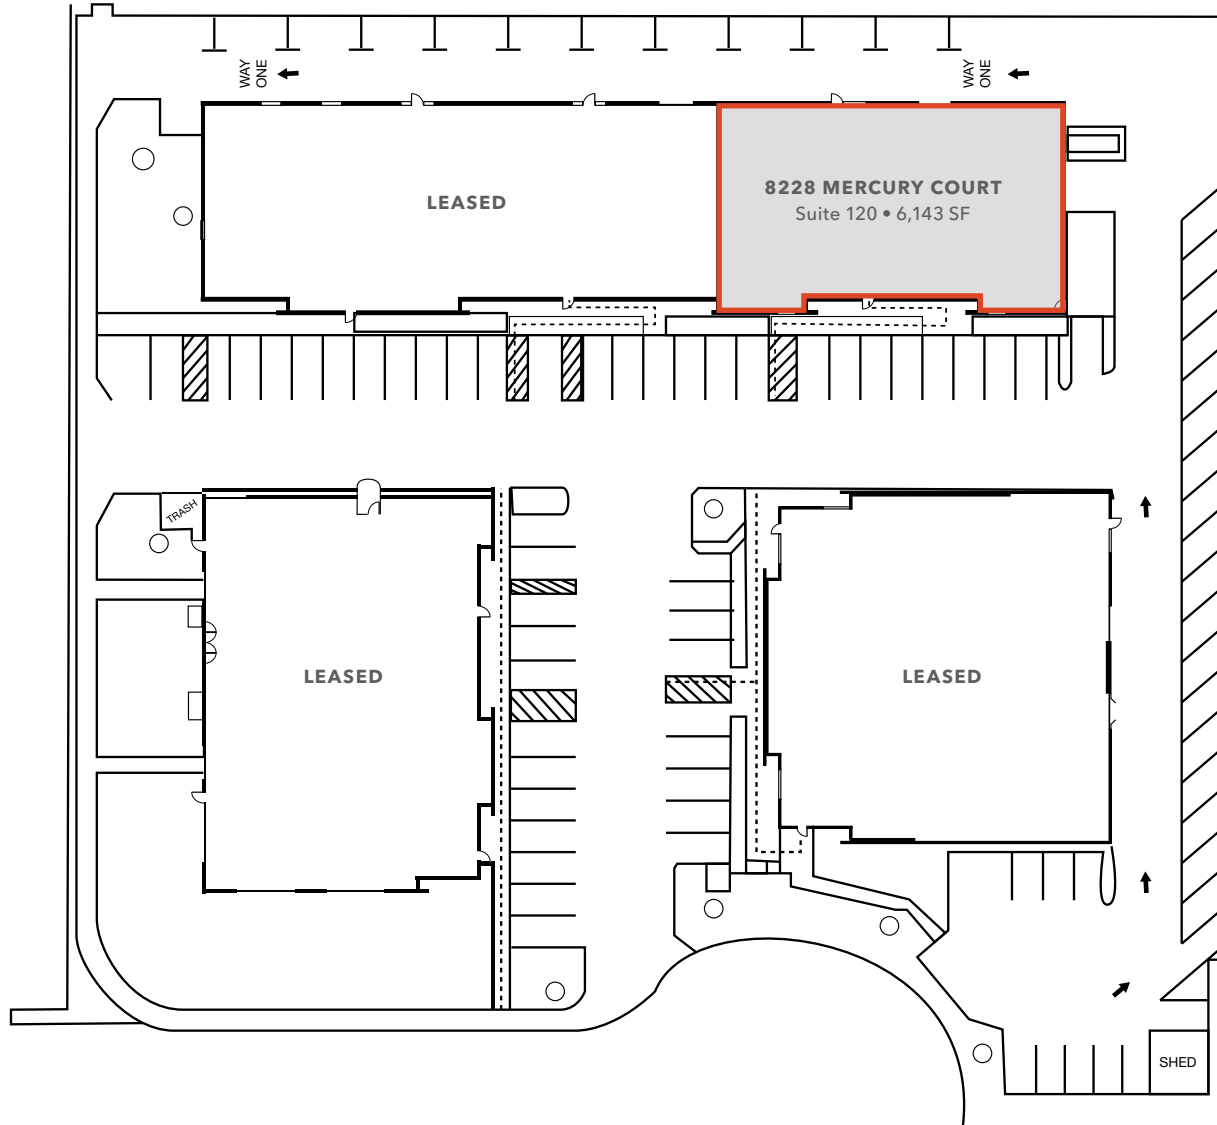 WAY
ONE
WAY
ONE
LEASED
8228 MERCURY COURT
Suite 120 • 6,143 SF
TRASH
LEASED
LEASED
SHED